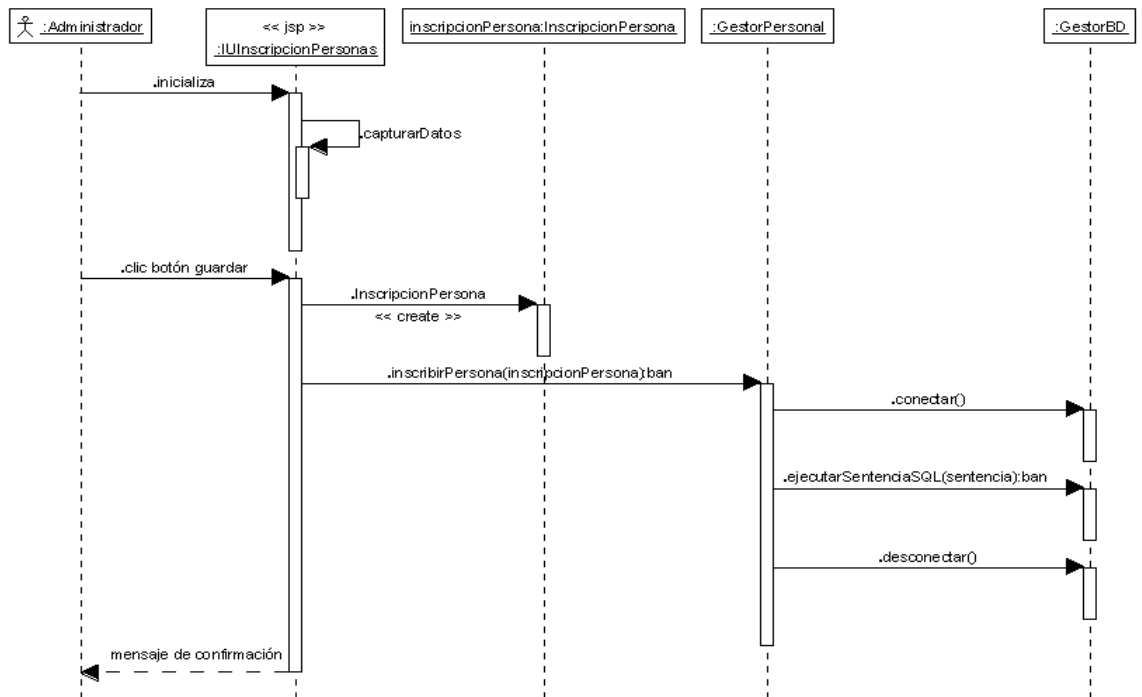 :Administrador
<< jsp >>
:IUInscripcionPersonas
inscripcionPersona:InscripcionPersona
:GestorPersonal
:GestorBD
.inicializa
.capturarDatos
.clic botón guardar
.InscripcionPersona
<< create >>
.inscribirPersona(inscripcionPersona):ban
.conectar()
.ejecutarSentenciaSQL(sentencia):ban
.desconectar()
mensaje de confirmación